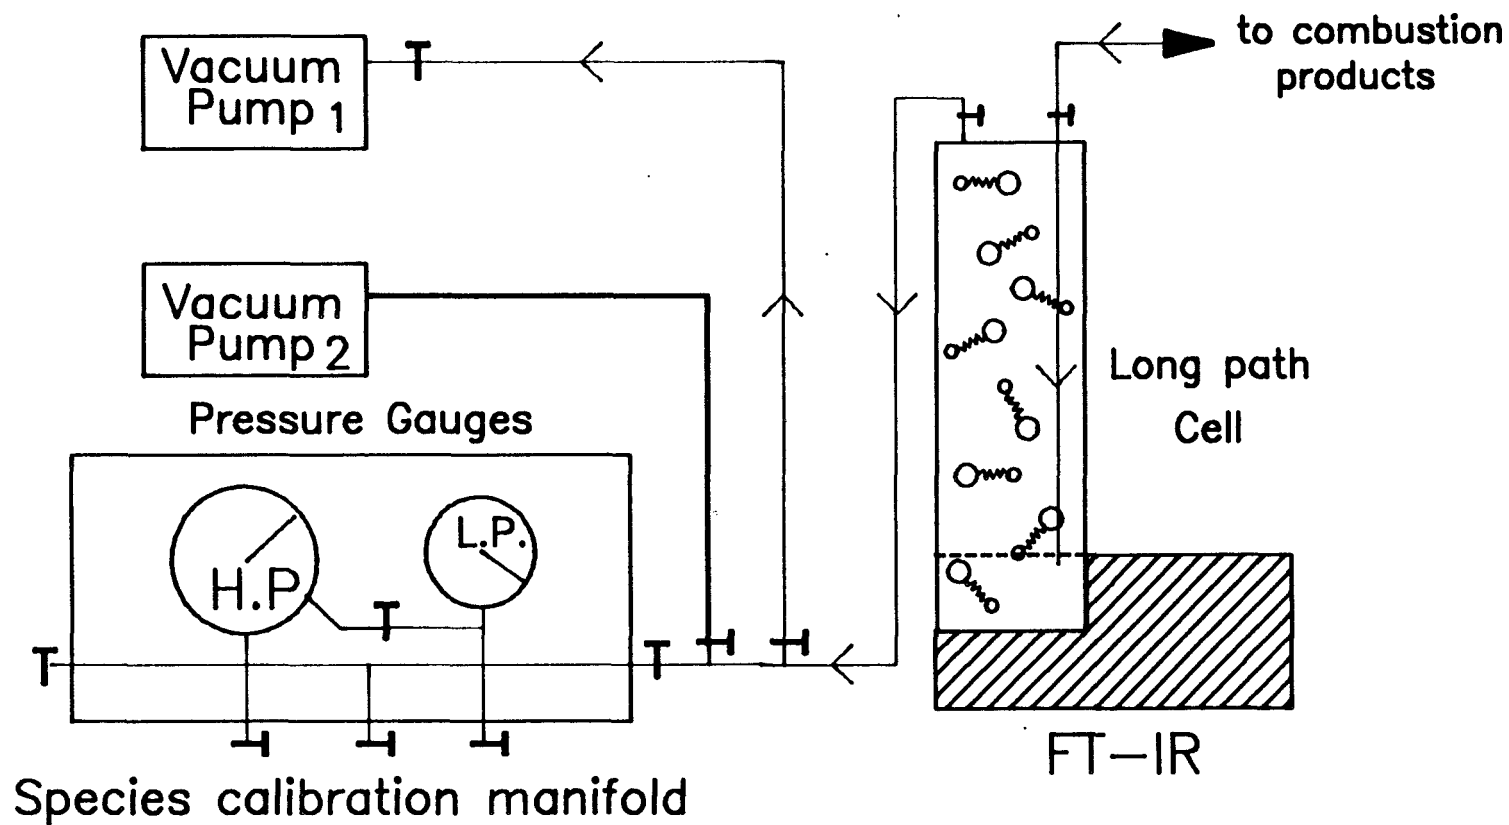 to combustion
products
Vacuum
Pump 1
Vacuum
Pump 2
Pressure Gauges
H.P
L.P.
Long path
Cell
FT-IR
Species calibration manifold